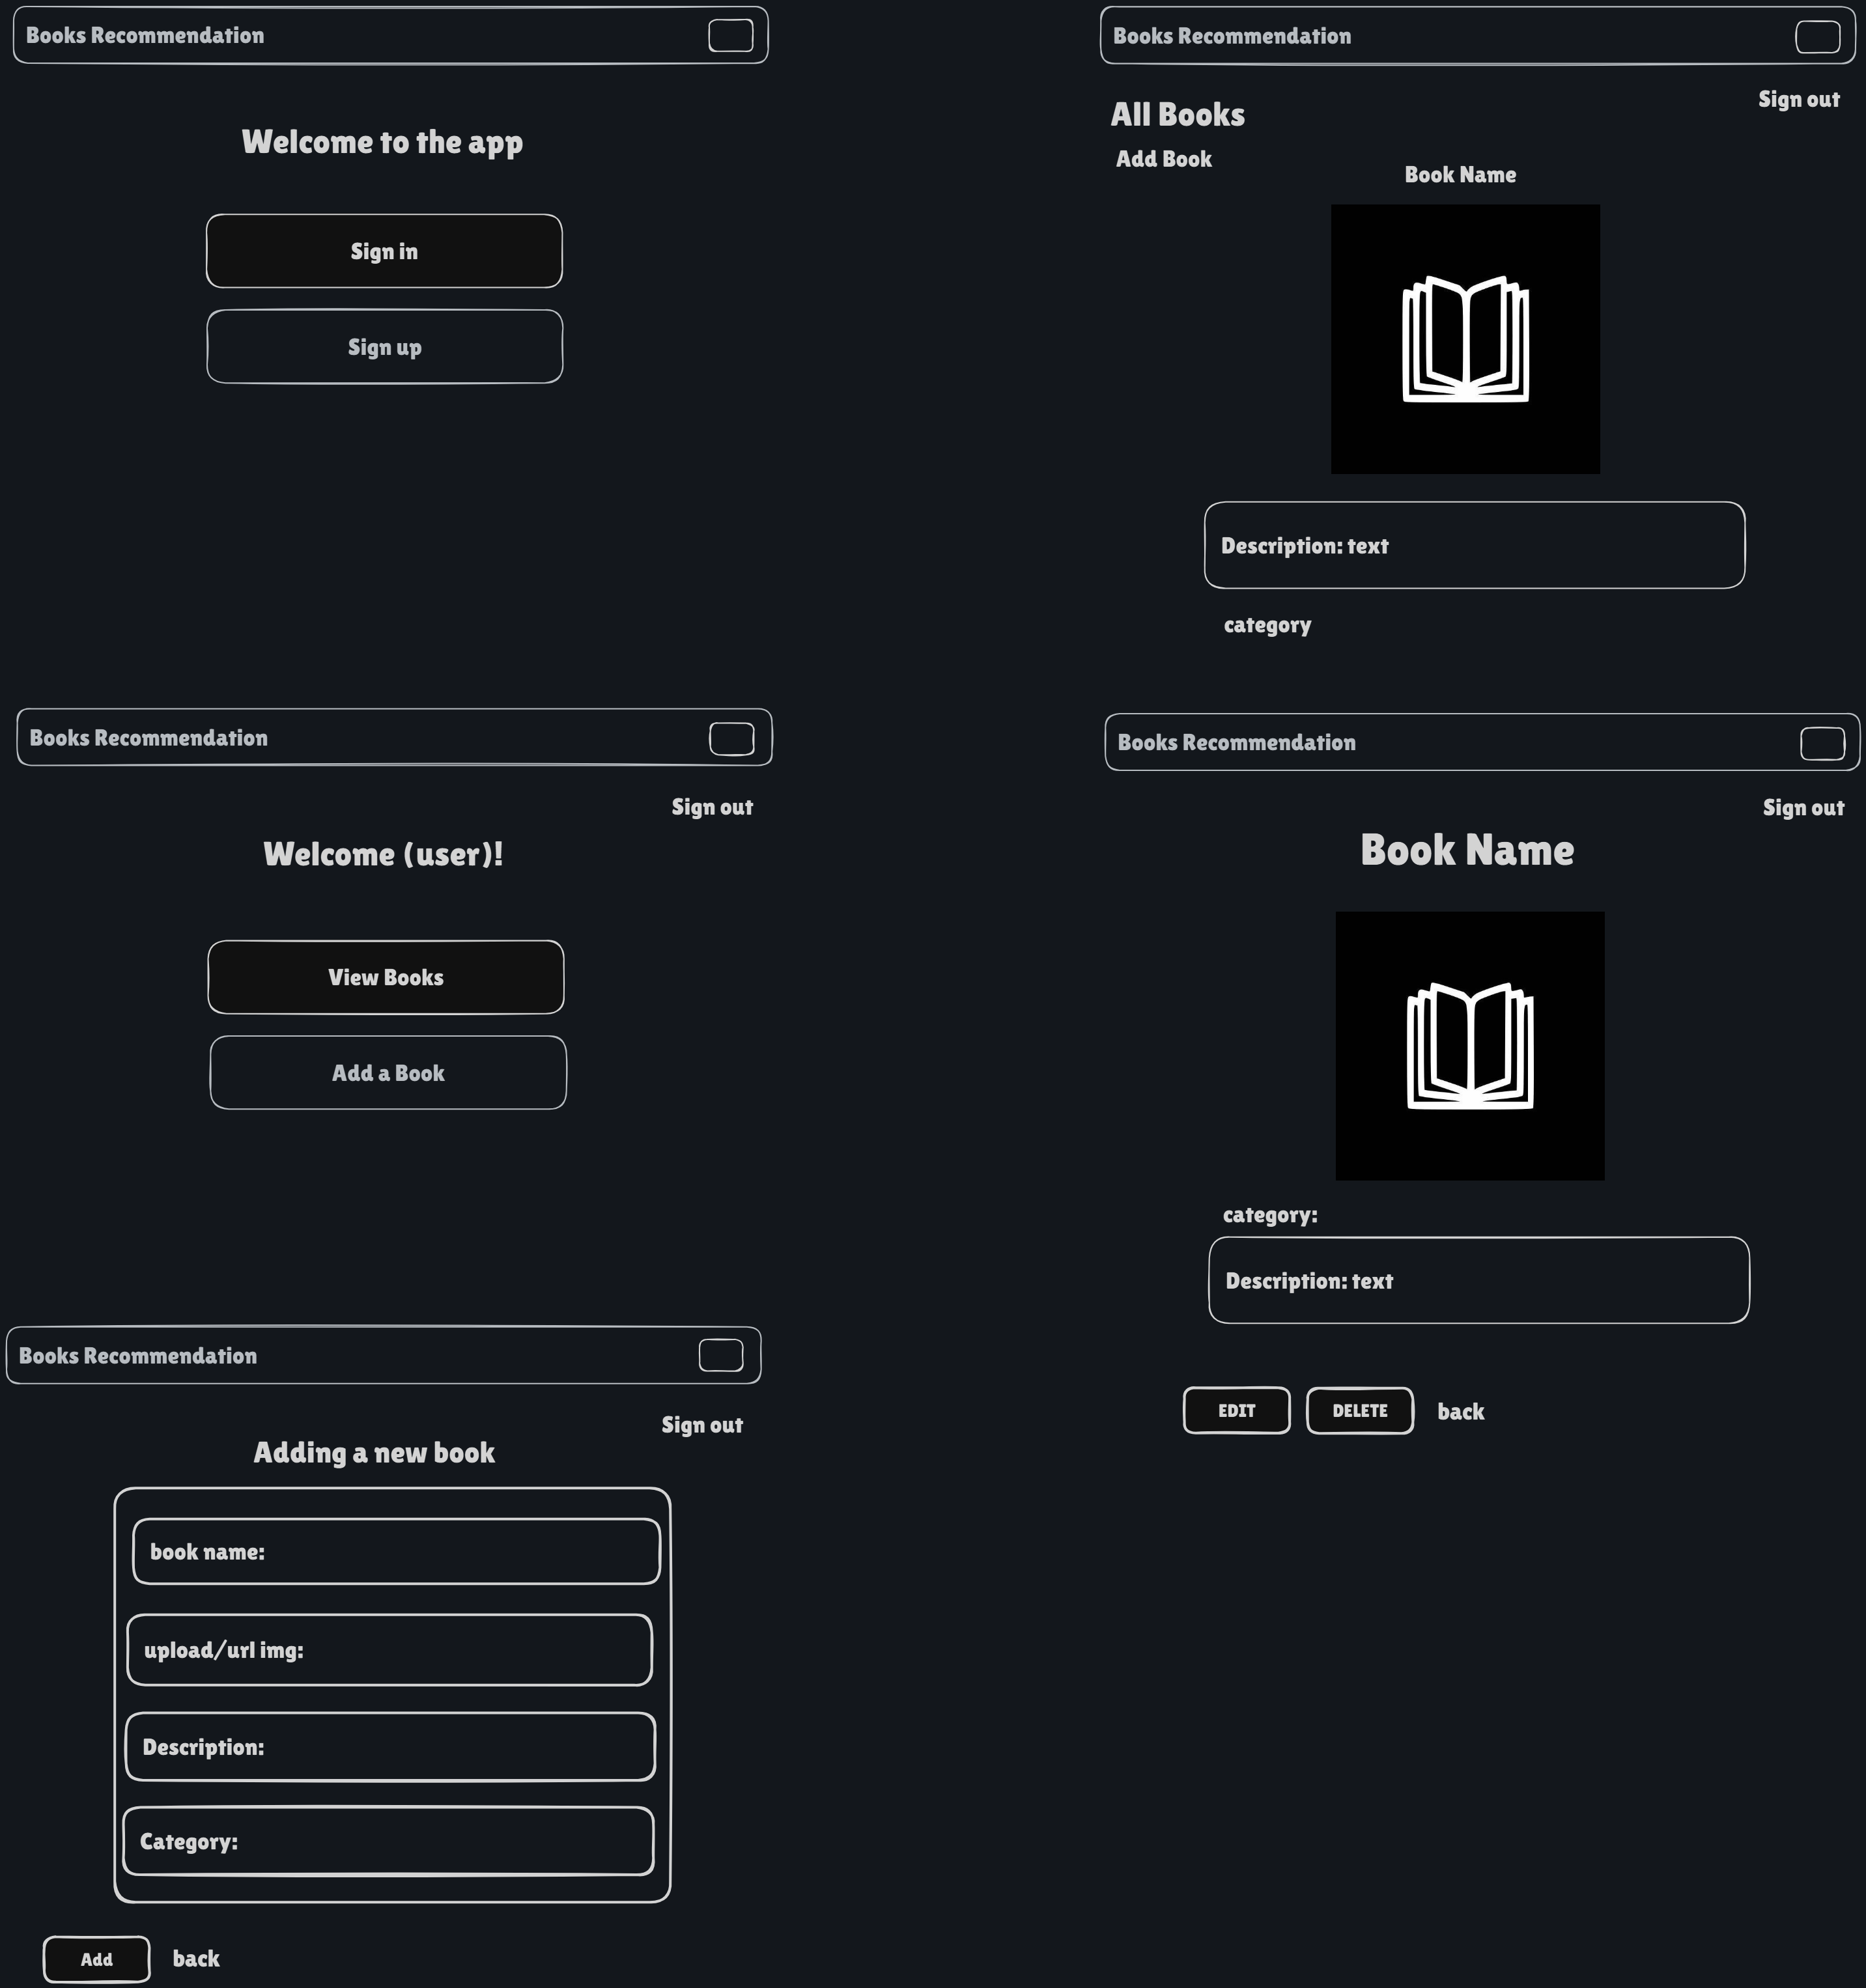 Books Recommendation
Welcome to the app
Sign in
Sign up
Books Recommendation
Sign out
All Books
Add Book
Book Name
Description: text
category
Books Recommendation
Sign out
Welcome (user)!
View Books
Add a Book
Books Recommendation
Sign out
Book Name
category:
Description: text
EDIT
DELETE
back
Books Recommendation
Sign out
Adding a new book
book name:
upload/url img:
Description:
Category:
Add
back